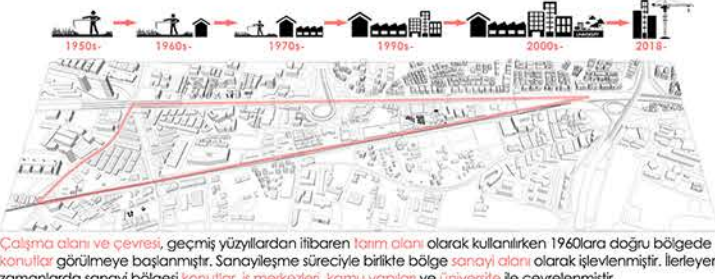 1950s-
1960s-
1970s-
1990s-
2000s-
2018-
UNIVERSITY
Çalışma alanı ve çevresi, geçmiş yüzyıllardan itibaren tarım alanı olarak kullanılırken 1960lara doğru bölgede
konutlar görülmeye başlanmıştır. Sanayileşme süreciyle birlikte bölge sanayi alanı olarak işlevlenmiştir. İlerleyen
zamanlarda sanayi bölgesi konutlar, iş merkezleri, kamu yapıları ve üniversite ile çevrelenmiştir.